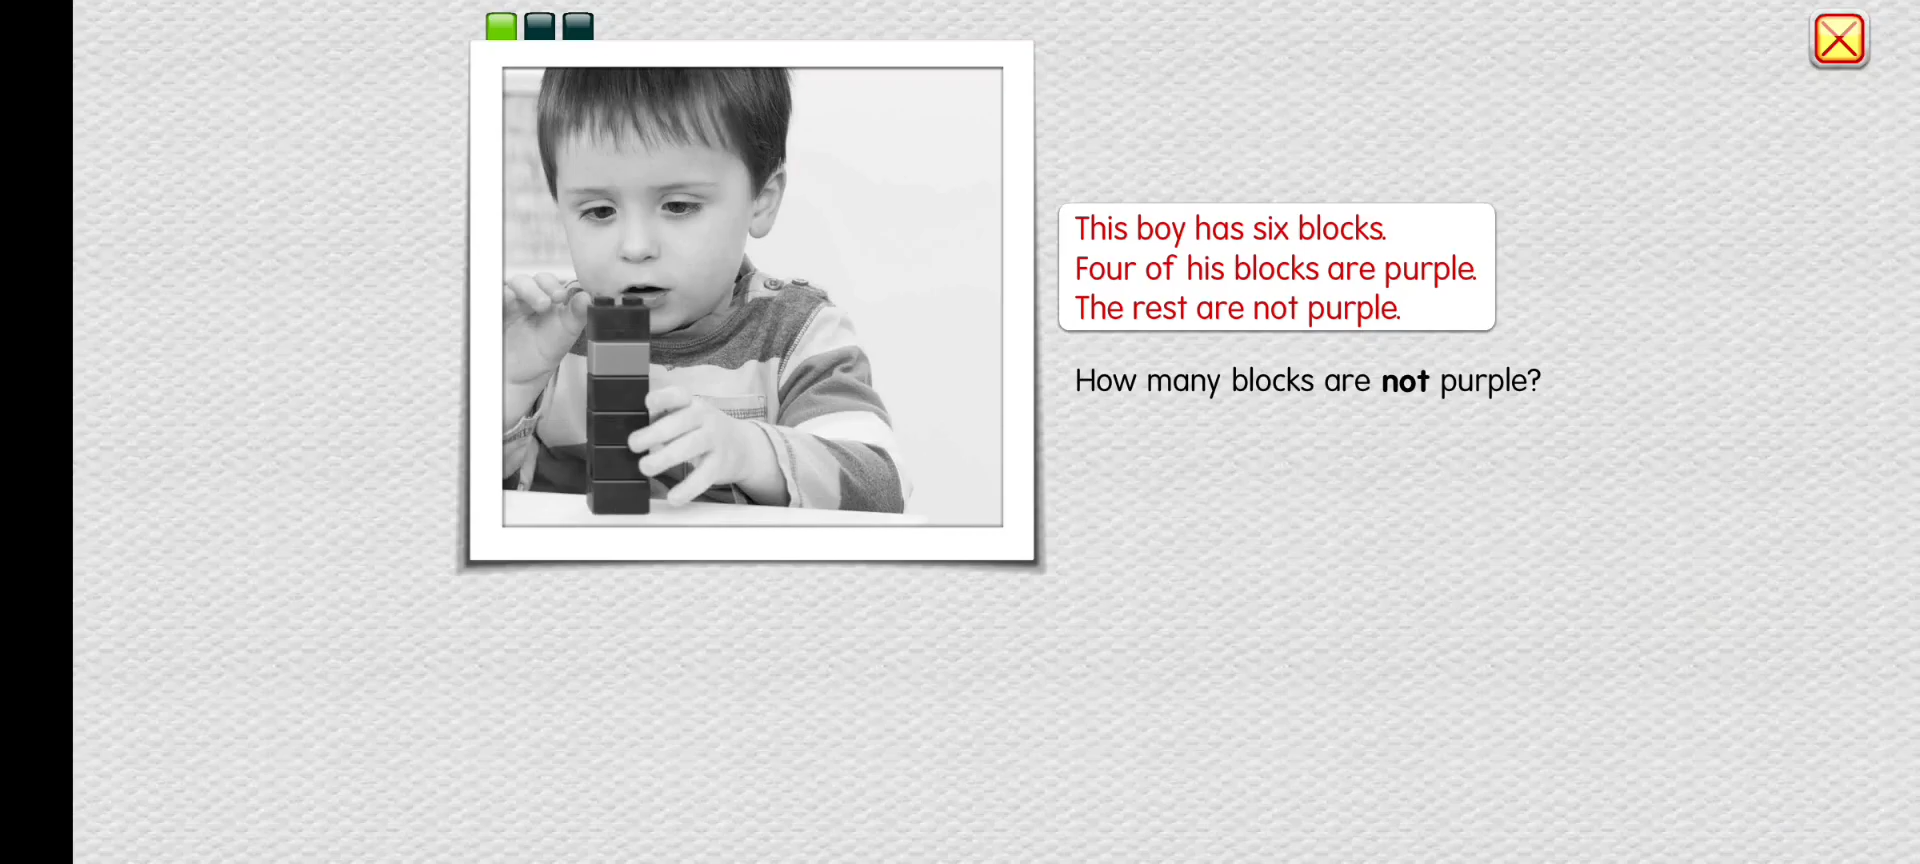 This boy has six blocks.
Four of his blocks are purple.
The rest are not purple.
How many blocks are not purple?